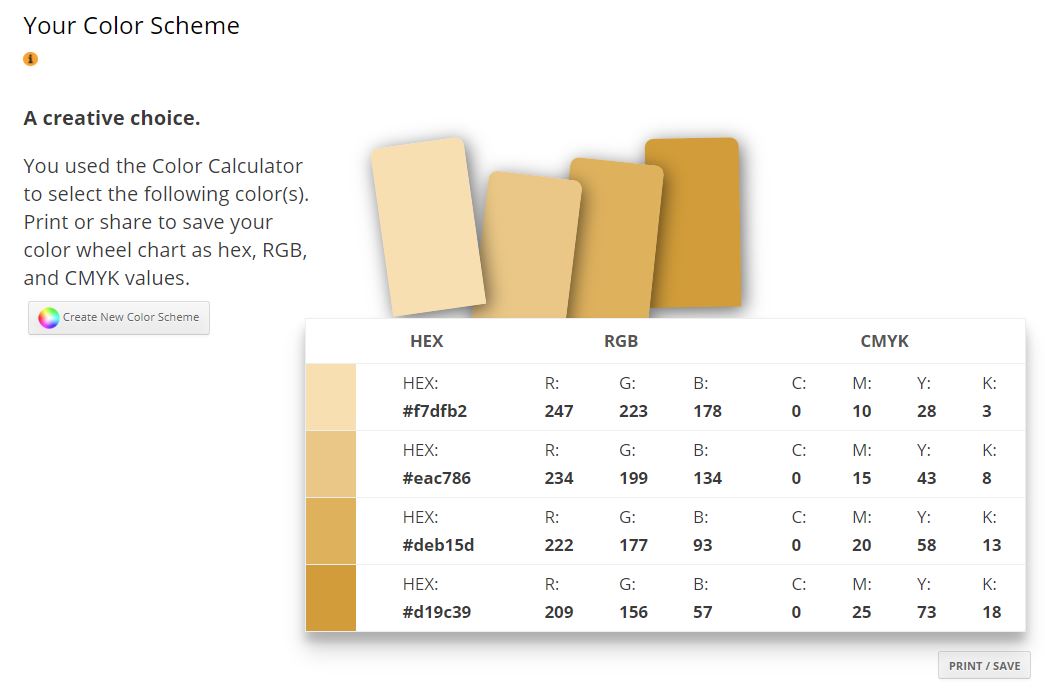 Your Color Scheme
A creative choice.
You used the Color Calculator
to select the following color(s).
Print or share to save your
color wheel chart as hex, RGB,
and CMYK values.
Create New Color Scheme
HEX RGB CMYK
HEX: R: G: B: C: M: Y: K:
#f7dfb2 247 223 178 0 10 28 3
HEX: R: G: B: C: M: Y: K:
#eac786 234 199 134 0 15 43 8
HEX: R: G: B: C: M: Y: K:
#deb15d 222 177 93 0 20 58 13
HEX: R: G: B: C: M: Y: K:
#d19c39 209 156 57 0 25 73 18
PRINT / SAVE